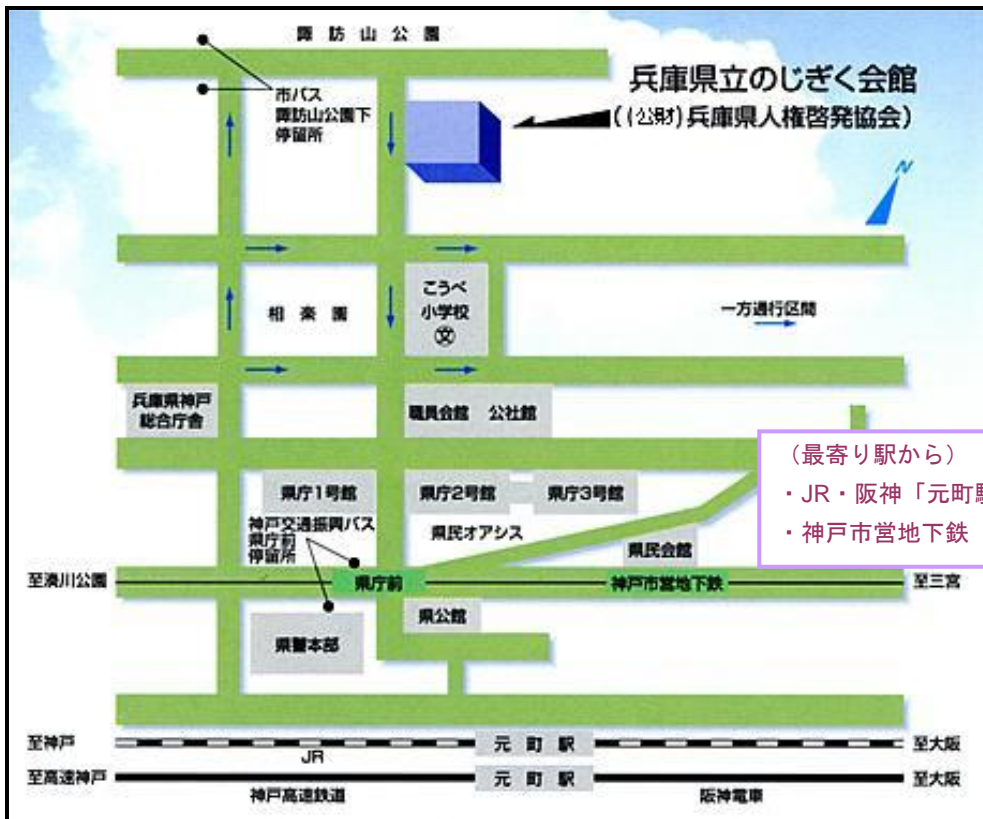 諏訪山公園
兵庫県立のじぎく会館
((公財)兵庫県人権啓発協会)
市バス
諏訪山公園下
停留所
N
こうべ
小学校
文
相楽園
一方通行区間
兵庫県神戸
総合庁舎
職員会館 公社館
(最寄り駅から)
・JR・阪神「元町駅
・神戸市営地下鉄
県庁1号館
県庁2号館
県庁3号館
神戸交通振興バス
県庁前
停留所
県民オアシス
県民会館
至湊川公園
県庁前
神戸市営地下鉄
至三宮
県公館
県警本部
至神戸
元町駅
至大阪
JR
至高速神戸
元町駅
至大阪
神戸高速鉄道
阪神電車